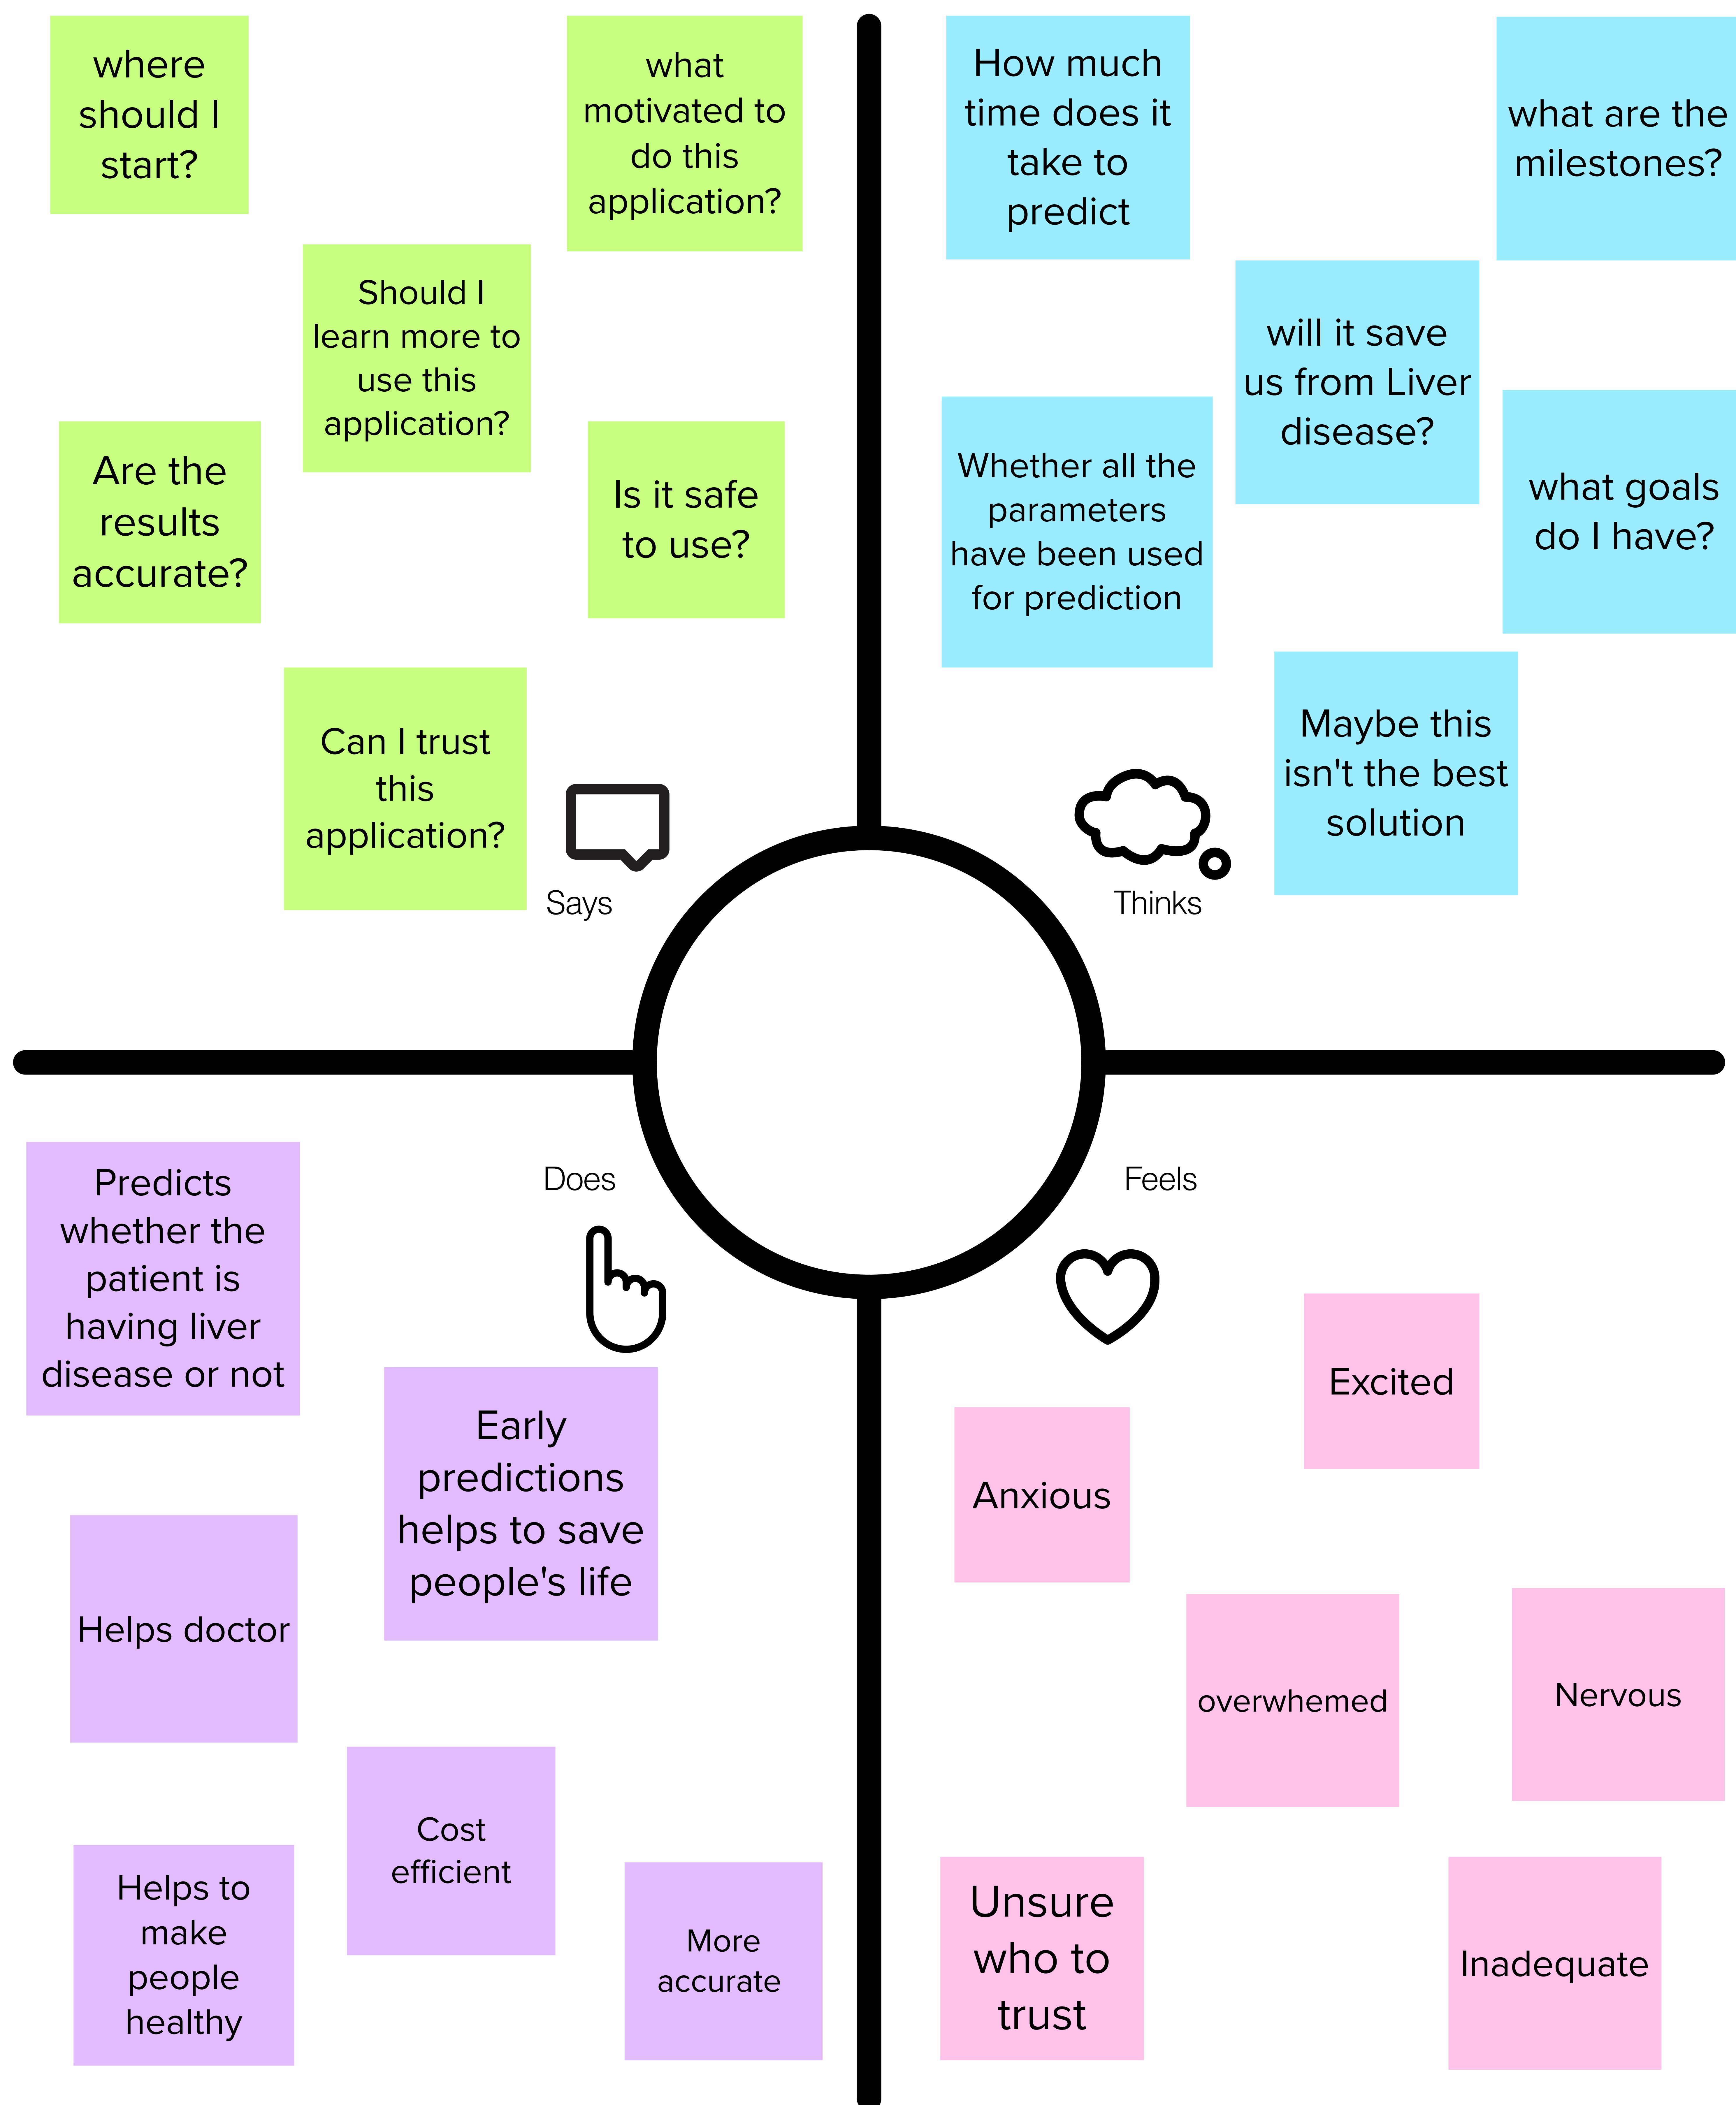 where
should I
start?
what
motivated to
do this
application?
Should I
learn more to
use this
application?
Are the
results
accurate?
Is it safe
to use?
Can I trust
this
application?
Says
How much
time does it
take to
predict
what are the
milestones?
will it save
us from Liver
disease?
Whether all the
parameters
have been used
for prediction
what goals
do I have?
Maybe this
isn't the best
solution
Thinks
Does
Predicts
whether the
patient is
having liver
disease or not
Early
predictions
helps to save
people's life
Helps doctor
Cost
efficient
Helps to
make
people
healthy
More
accurate
Feels
Excited
Anxious
overwhemed
Nervous
Unsure
who to
trust
Inadequate